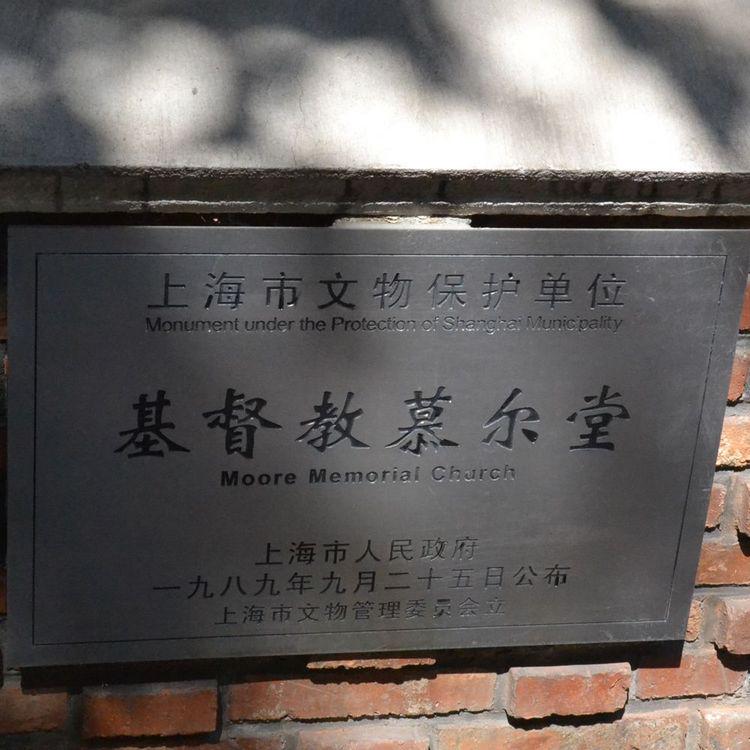 上海市文物保护单位
Monument under the Protection of Shanghai Municipality
基督教慕尔堂
Moore Memorial Church
上海市人民政府
一九八九年九月二十五日公布
上海市文物管理委员会立